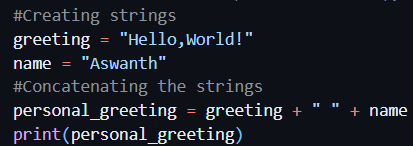 #Creating strings
greeting = "Hello,World!"
name = "Aswanth"
#Concatenating the strings
personal_greeting = greeting + " " + name
print(personal_greeting)